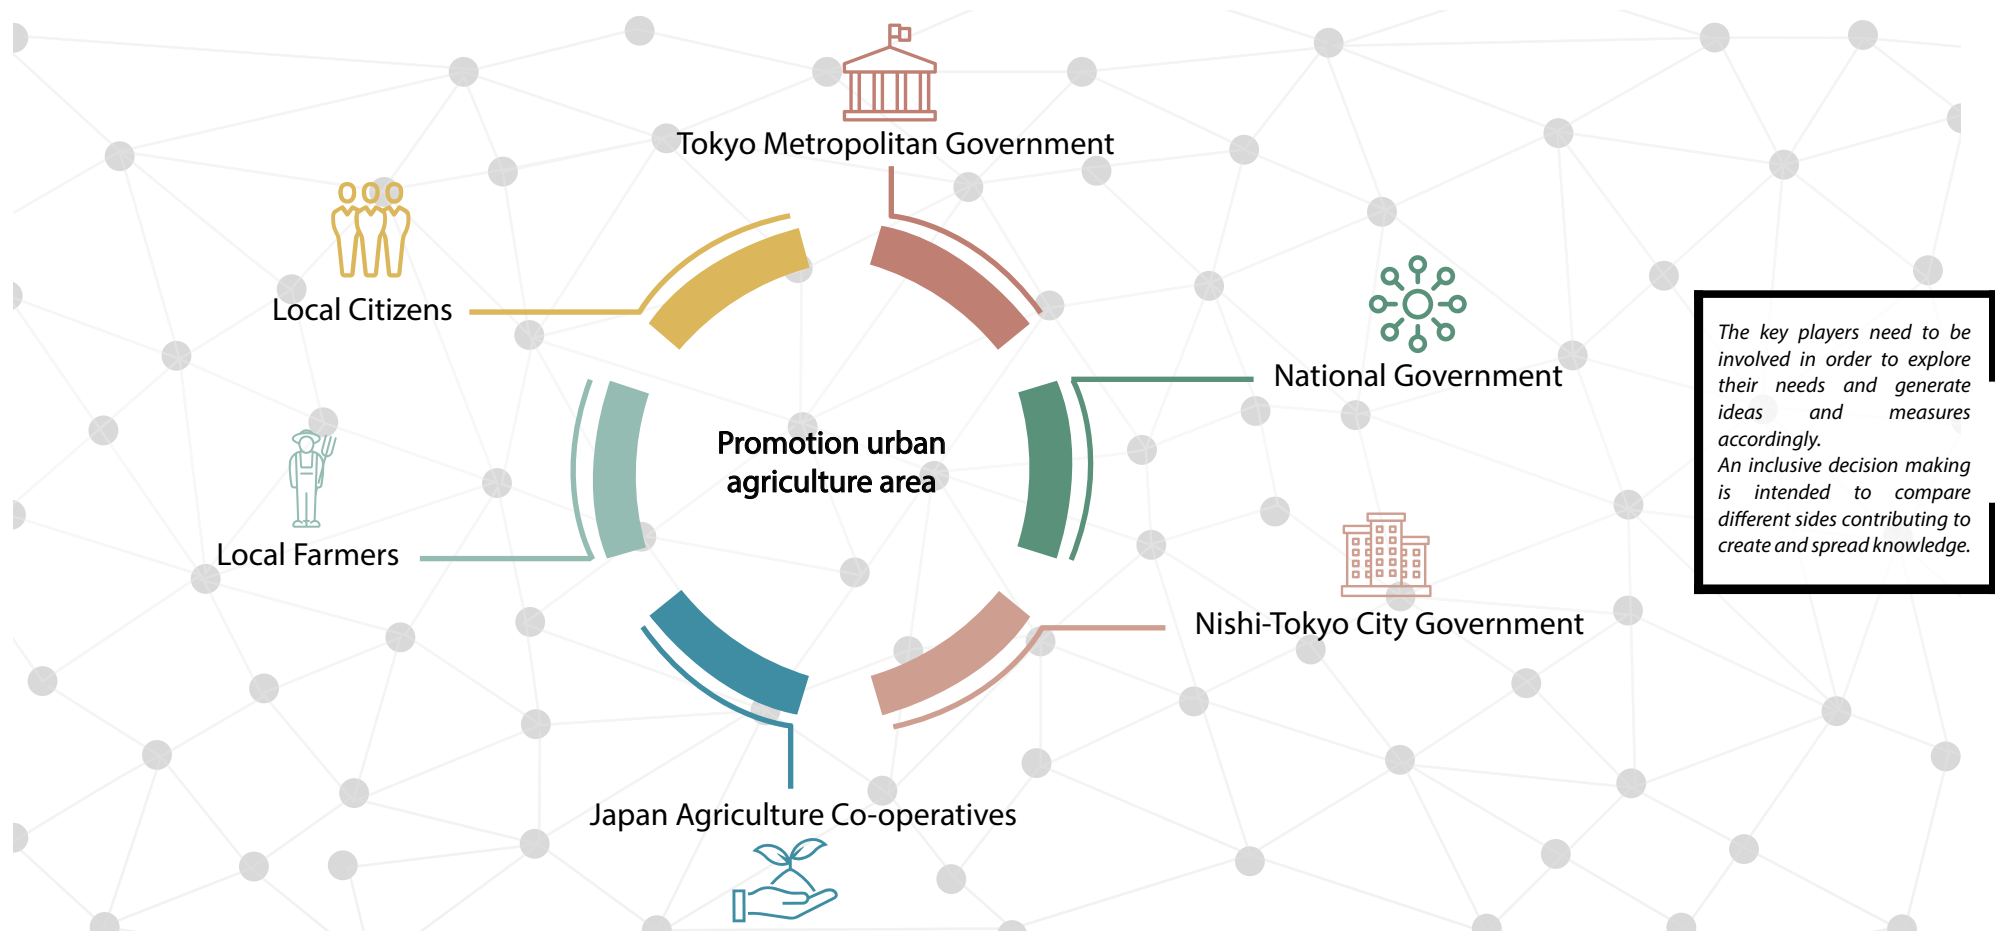 Tokyo Metropolitan Government
Local Citizens
National Government
Promotion urban
agriculture area
Local Farmers
Nishi-Tokyo City Government
Japan Agriculture Co-operatives
The key players need to be
involved in order to explore
their needs and generate
ideas and measures
accordingly.
An inclusive decision making
is intended to compare
different sides contributing to
create and spread knowledge.